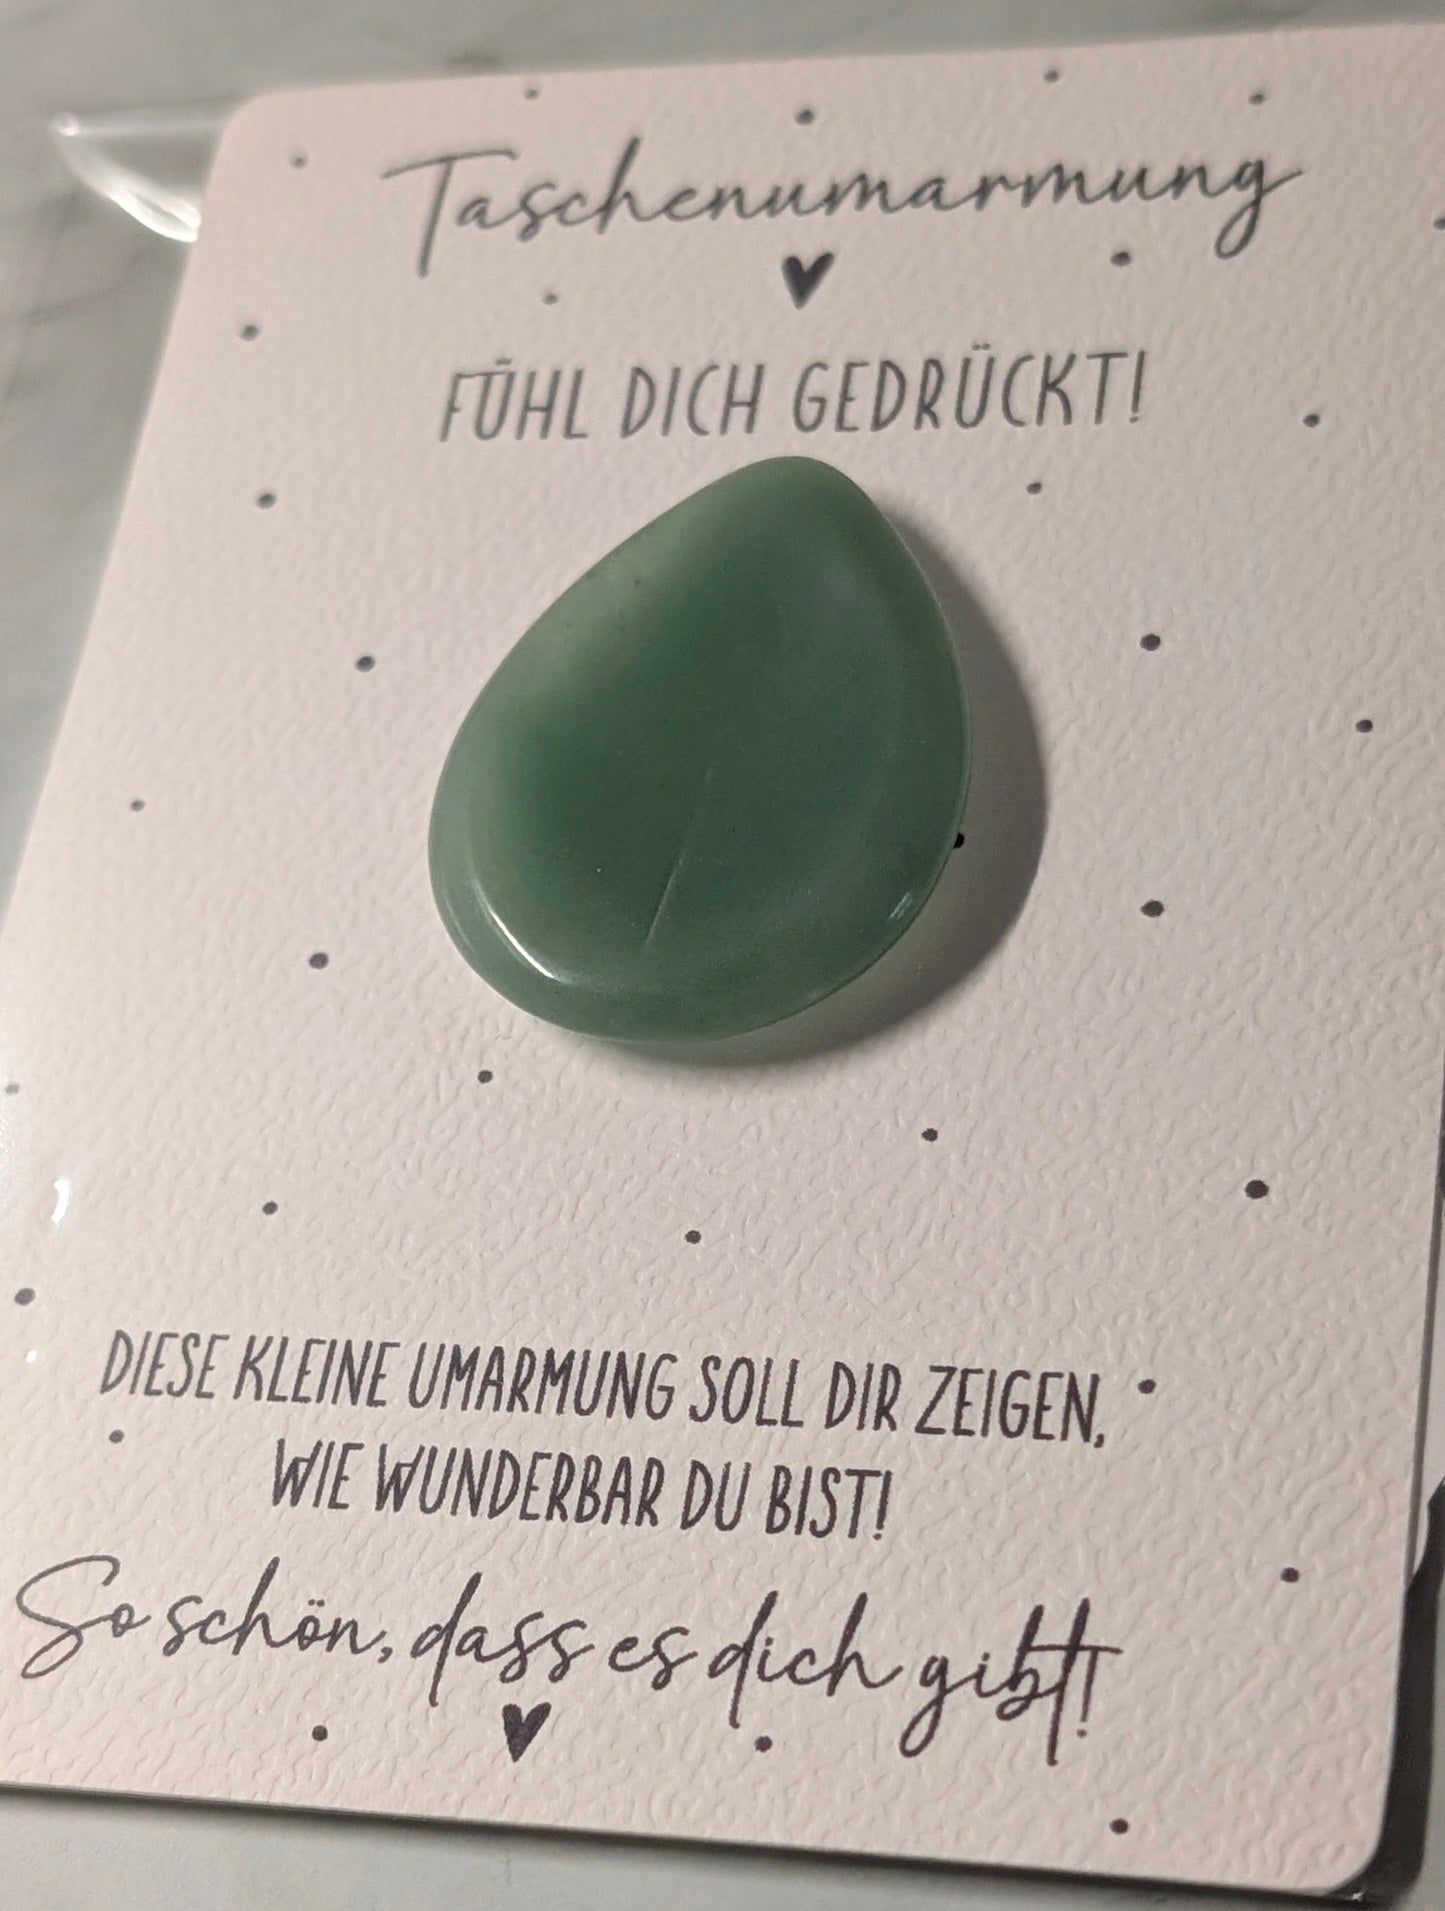 Taschenumarmung
FÜHL DICH GEDRÜCKT!
DIESE KLEINE UMARMUNG SOLL DIR ZEIGEN,
WIE WUNDERBAR DU BIST!
So schön, dass es dich gibt!